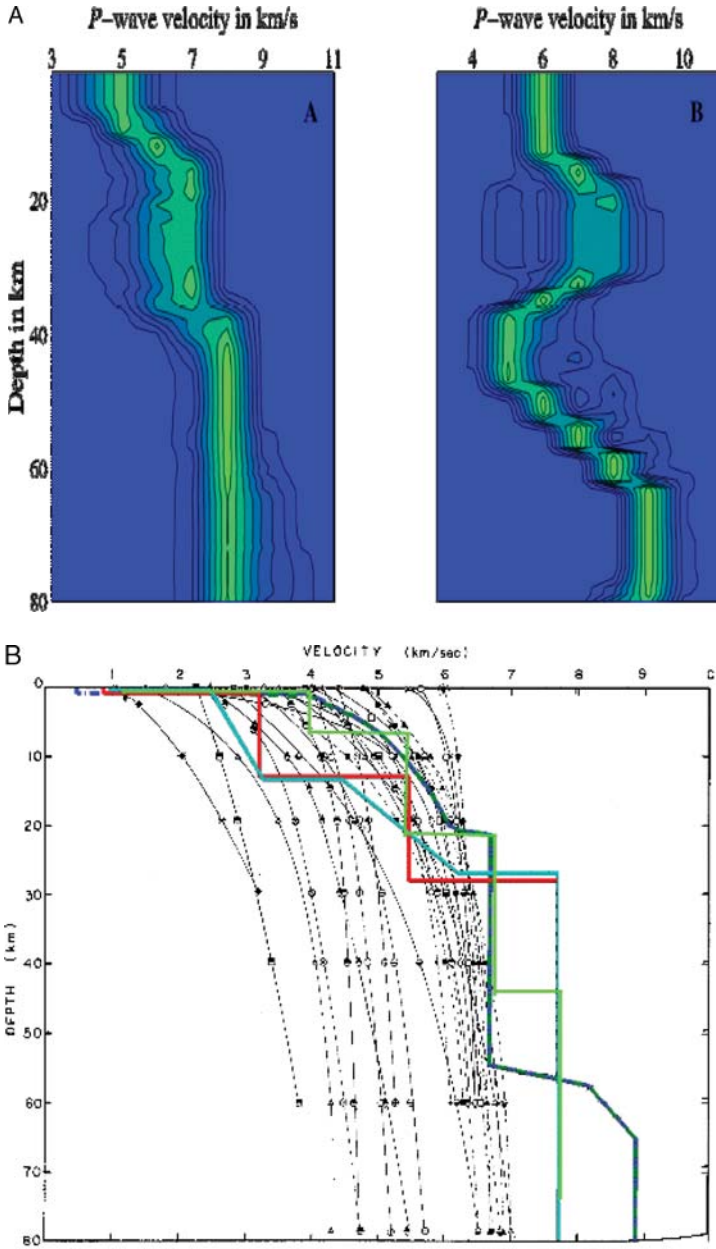 A
P-wave velocity in km/s
P-wave velocity in km/s
3 5 7 9 11
4 6 8 10
A
B
20
40
60
80
Depth in km
B
VELOCITY (km/sec)
0 1 2 3 4 5 6 7 8 9
0
10
20
30
40
50
60
70
80
DEPTH (km)